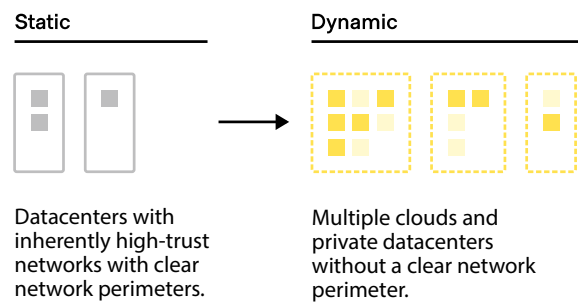 Static
Dynamic
Datacenters with
inherently high-trust
networks with clear
network perimeters.
Multiple clouds and
private datacenters
without a clear network
perimeter.